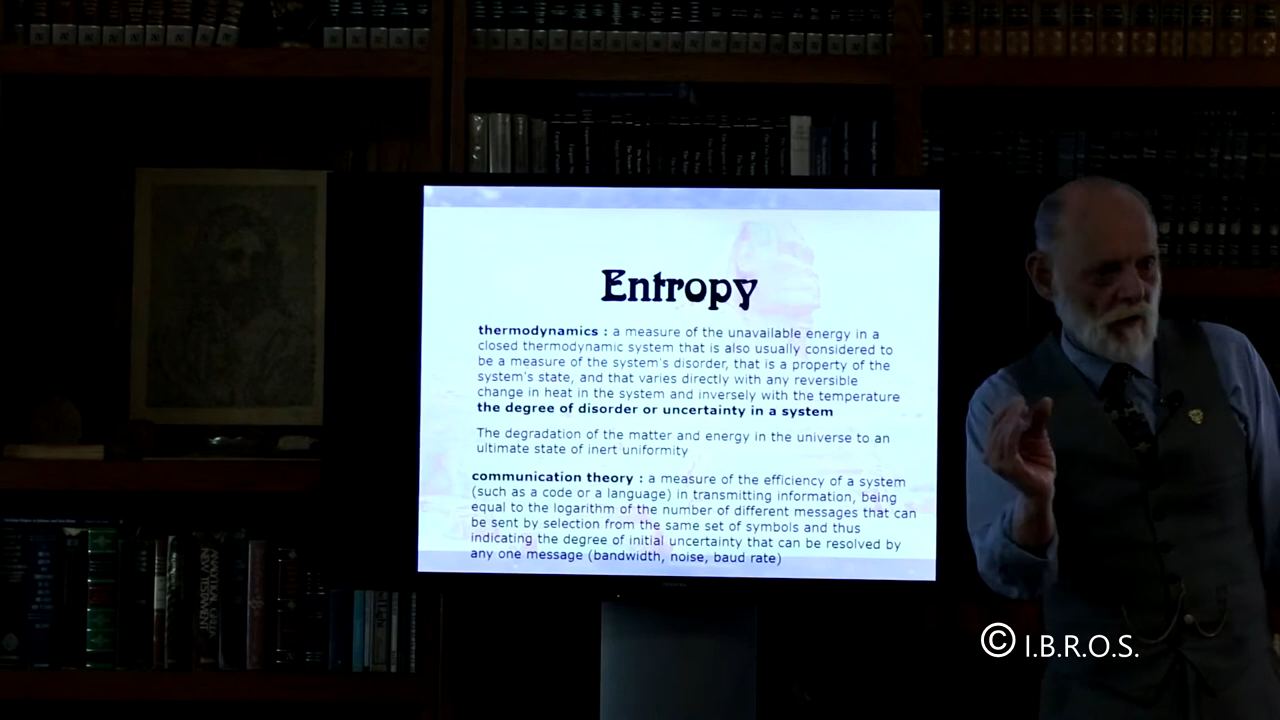 Entropy
thermodynamics : a measure of the unavailable energy in a
closed thermodynamic system that is also usually considered to
be a measure of the system's disorder, that is a property of the
system's state, and that varies directly with any reversible
change in heat in the system and inversely with the temperature
the degree of disorder or uncertainty in a system
The degradation of the matter and energy in the universe to an
ultimate state of inert uniformity
communication theory : a measure of the efficiency of a system
(such as a code or a language) in transmitting information, being
equal to the logarithm of the number of different messages that can
be sent by selection from the same set of symbols and thus
indicating the degree of initial uncertainty that can be resolved by
any one message (bandwidth, noise, baud rate)
ANALYTICAL GREEK
NEW TESTAMENT
© I.B.R.O.S.